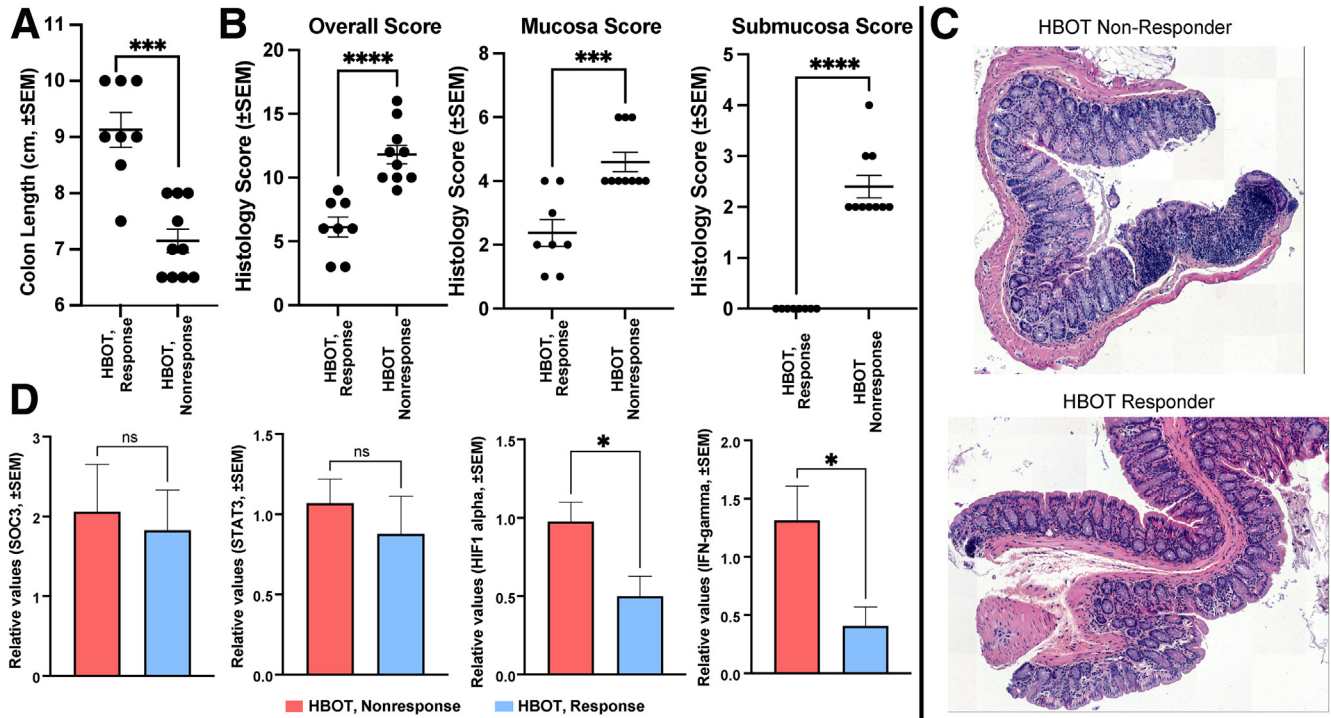 A
Colon Length (cm, ±SEM)
11
10
9
8
7
6
***
HBOT,
Response
HBOT,
Nonresponse
B
Overall Score
Histology Score (±SEM)
20
15
10
5
0
****
HBOT,
Response
HBOT
Nonresponse
Mucosa Score
Histology Score (±SEM)
8
6
4
2
0
***
HBOT,
Response
HBOT
Nonresponse
Submucosa Score
Histology Score (±SEM)
5
4
3
2
1
0
****
HBOT,
Response
HBOT
Nonresponse
C
HBOT Non-Responder
HBOT Responder
D
Relative values (SOC3, ±SEM)
3
2
1
0
ns
Relative values (STAT3, ±SEM)
1.5
1.0
0.5
0.0
ns
Relative values (HIF1 alpha, ±SEM)
1.5
1.0
0.5
0.0
*
Relative values (IFN-gamma, ±SEM)
2.0
1.5
1.0
0.5
0.0
*
HBOT, Nonresponse
HBOT, Response